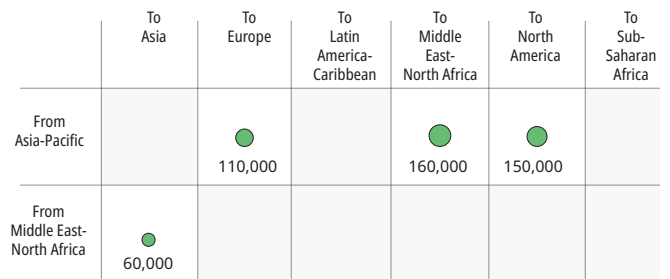 To
Asia
To
Europe
To
Latin
America-
Caribbean
To
Middle
East-
North Africa
To
North
America
To
Sub-
Saharan
Africa
From
Asia-Pacific
110,000
160,000
150,000
From
Middle East-
North Africa
60,000